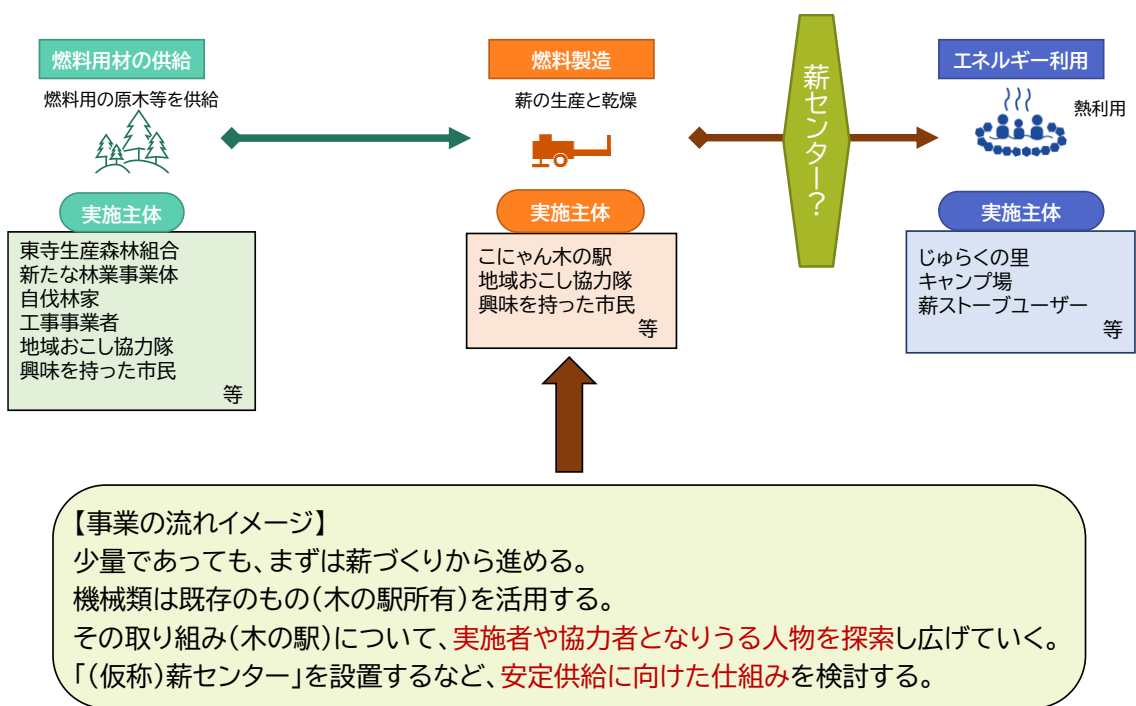 燃料用材の供給
燃料用の原木等を供給
実施主体
東寺生産森林組合
新たな林業事業体
自伐林家
工事事業者
地域おこし協力隊
興味を持った市民
等
燃料製造
薪の生産と乾燥
実施主体
こにゃん木の駅
地域おこし協力隊
興味を持った市民
等
薪センター？
エネルギー利用
熱利用
実施主体
じゅらくの里
キャンプ場
薪ストーブユーザー
等
【事業の流れイメージ】
少量であっても、まずは薪づくりから進める。
機械類は既存のもの（木の駅所有）を活用する。
その取り組み（木の駅）について、実施者や協力者となりうる人物を探索し広げていく。
「（仮称）薪センター」を設置するなど、安定供給に向けた仕組みを検討する。